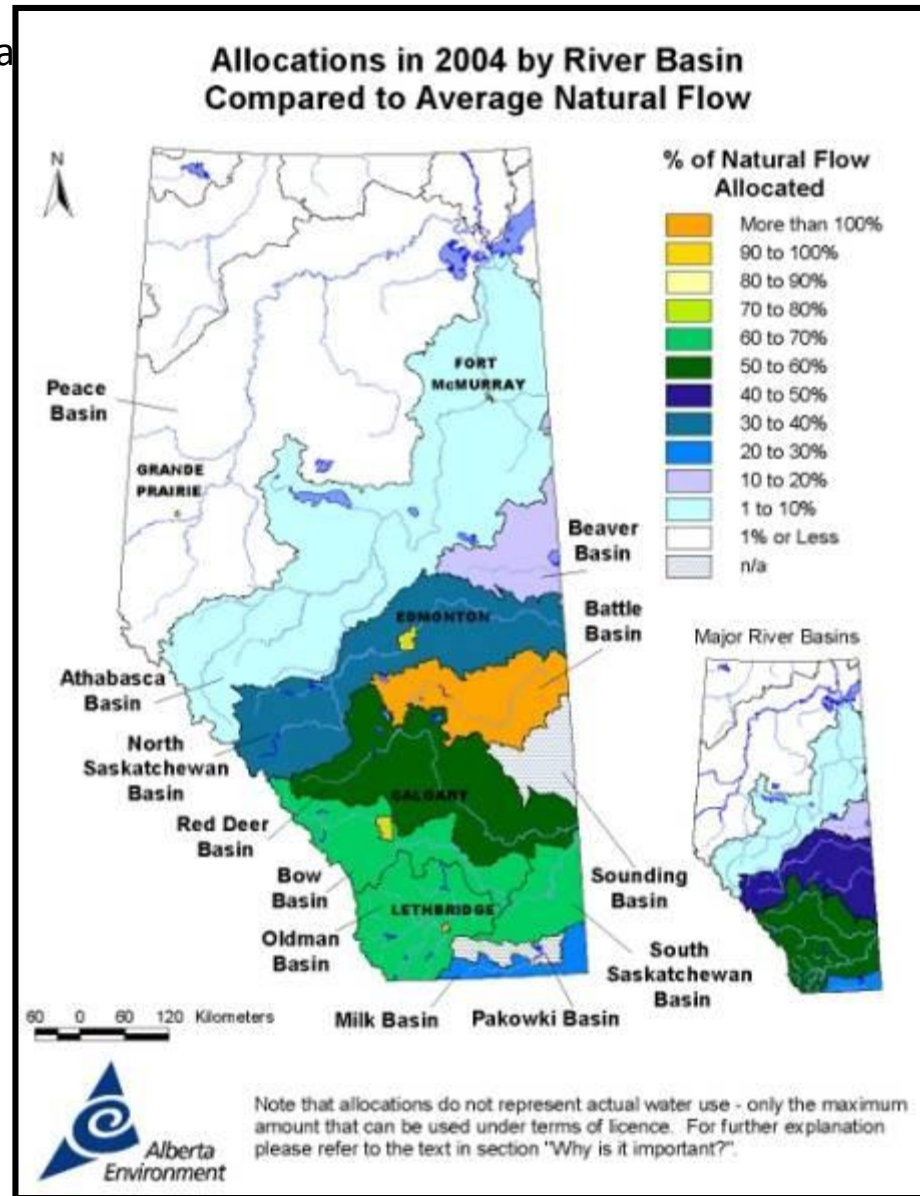 a
Allocations in 2004 by River Basin
Compared to Average Natural Flow
N
% of Natural Flow
Allocated
More than 100%
90 to 100%
80 to 90%
70 to 80%
60 to 70%
50 to 60%
40 to 50%
30 to 40%
20 to 30%
10 to 20%
1 to 10%
1% or Less
n/a
FORT
McMURRAY
Peace
Basin
GRANDE
PRAIRIE
Beaver
Basin
EDMONTON
Battle
Basin
Major River Basins
Athabasca
Basin
North
Saskatchewan
Basin
CALGARY
Red Deer
Basin
Bow
Basin
Sounding
Basin
LETHBRIDGE
Oldman
Basin
South
Saskatchewan
Basin
Milk Basin
Pakowki Basin
60 0 60 120 Kilometers
Alberta
Environment
Note that allocations do not represent actual water use - only the maximum
amount that can be used under terms of licence. For further explanation
please refer to the text in section "Why is it important?".